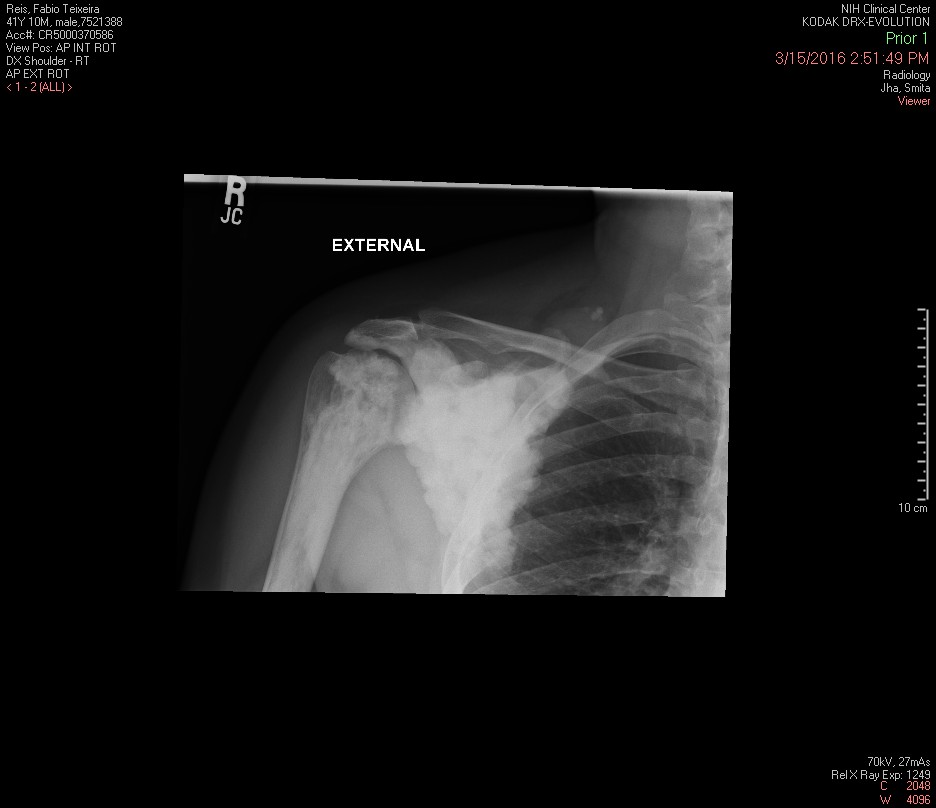 Reis, Fabio Teixeira
41Y 10M, male,7521388
Acc#: CR5000370586
View Pos: AP INT ROT
DX Shoulder - RT
AP EXT ROT
< 1 - 2 (ALL) >
NIH Clinical Center
KODAK DRX-EVOLUTION
Prior 1
3/15/2016 2:51:49 PM
Radiology
Jha, Smita
Viewer
R
JC
EXTERNAL
10 cm
70kV, 27mAs
Rel X Ray Exp: 1249
C 2048
W 4096